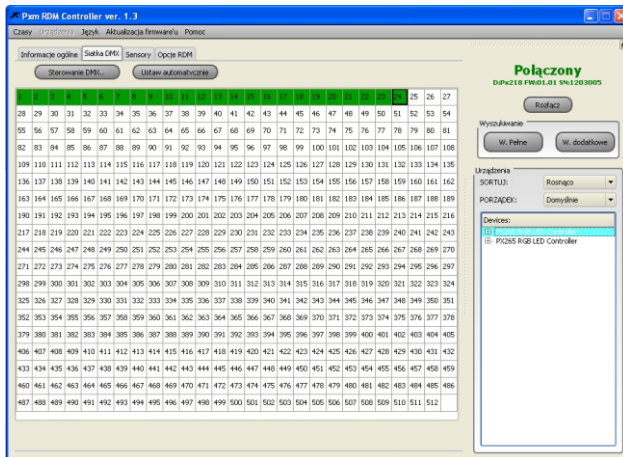 Pxm RDM Controller ver. 1.3
Czasy Urządzenia Język Aktualizacja firmware'u Pomoc
Informacje ogólne Siatka DMX Sensory Opcje RDM
Sterowanie DMX... Ustaw automatycznie
1 2 3 4 5 6 7 8 9 10 11 12 13 14 15 16 17 18 19 20 21 22 23 24 25 26 27
28 29 30 31 32 33 34 35 36 37 38 39 40 41 42 43 44 45 46 47 48 49 50 51 52 53 54
55 56 57 58 59 60 61 62 63 64 65 66 67 68 69 70 71 72 73 74 75 76 77 78 79 80 81
82 83 84 85 86 87 88 89 90 91 92 93 94 95 96 97 98 99 100 101 102 103 104 105 106 107 108
109 110 111 112 113 114 115 116 117 118 119 120 121 122 123 124 125 126 127 128 129 130 131 132 133 134 135
136 137 138 139 140 141 142 143 144 145 146 147 148 149 150 151 152 153 154 155 156 157 158 159 160 161 162
163 164 165 166 167 168 169 170 171 172 173 174 175 176 177 178 179 180 181 182 183 184 185 186 187 188 189
190 191 192 193 194 195 196 197 198 199 200 201 202 203 204 205 206 207 208 209 210 211 212 213 214 215 216
217 218 219 220 221 222 223 224 225 226 227 228 229 230 231 232 233 234 235 236 237 238 239 240 241 242 243
244 245 246 247 248 249 250 251 252 253 254 255 256 257 258 259 260 261 262 263 264 265 266 267 268 269 270
271 272 273 274 275 276 277 278 279 280 281 282 283 284 285 286 287 288 289 290 291 292 293 294 295 296 297
298 299 300 301 302 303 304 305 306 307 308 309 310 311 312 313 314 315 316 317 318 319 320 321 322 323 324
325 326 327 328 329 330 331 332 333 334 335 336 337 338 339 340 341 342 343 344 345 346 347 348 349 350 351
352 353 354 355 356 357 358 359 360 361 362 363 364 365 366 367 368 369 370 371 372 373 374 375 376 377 378
379 380 381 382 383 384 385 386 387 388 389 390 391 392 393 394 395 396 397 398 399 400 401 402 403 404 405
406 407 408 409 410 411 412 413 414 415 416 417 418 419 420 421 422 423 424 425 426 427 428 429 430 431 432
433 434 435 436 437 438 439 440 441 442 443 444 445 446 447 448 449 450 451 452 453 454 455 456 457 458 459
460 461 462 463 464 465 466 467 468 469 470 471 472 473 474 475 476 477 478 479 480 481 482 483 484 485 486
487 488 489 490 491 492 493 494 495 496 497 498 499 500 501 502 503 504 505 506 507 508 509 510 511 512
Połączony
DiPx218 FW:01.01 SN:1203005
Rozłącz
Wyszukiwanie
W. Pełne W. dodatkowe
Urządzenia
SORTUJ: Rosnąco
PORZĄDEK: Domyślnie
Devices:
PX265 RGB LED Controller
PX265 RGB LED Controller